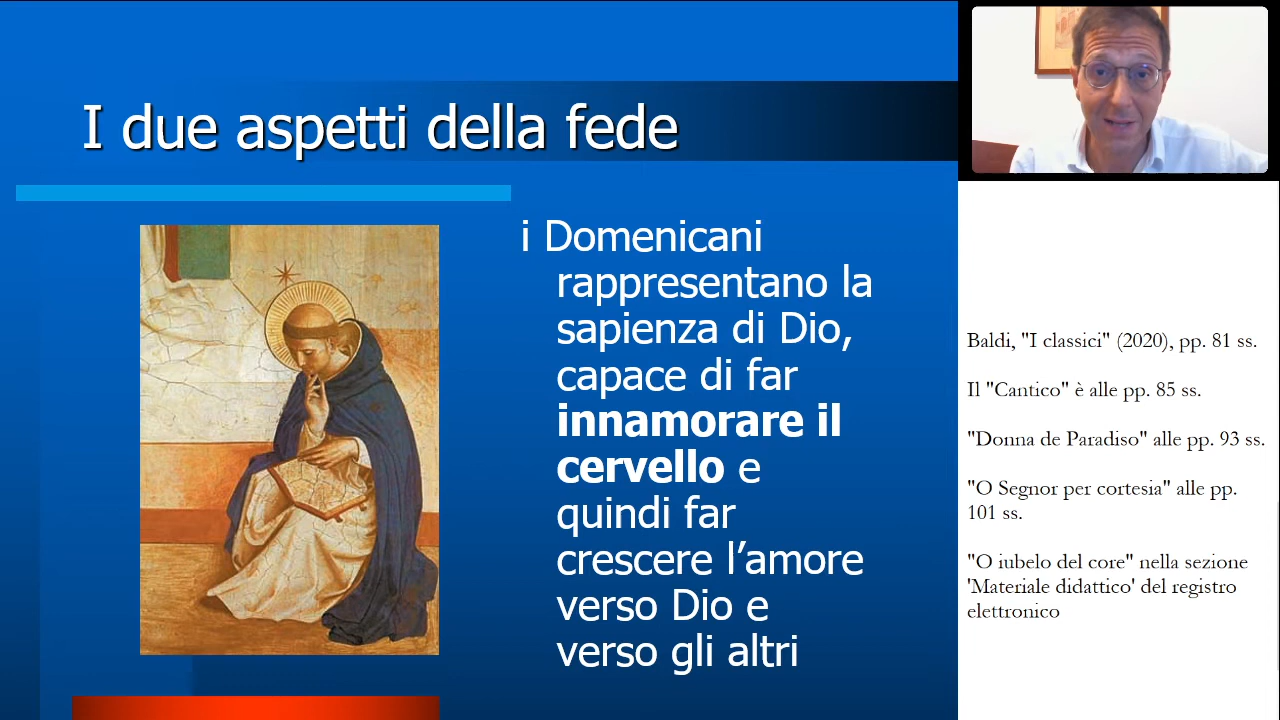 I due aspetti della fede
i Domenicani
rappresentano la
sapienza di Dio,
capace di far
innamorare il
cervello e
quindi far
crescere l’amore
verso Dio e
verso gli altri
Baldi, "I classici" (2020), pp. 81 ss.
Il "Cantico" è alle pp. 85 ss.
"Donna de Paradiso" alle pp. 93 ss.
"O Segnor per cortesia" alle pp.
101 ss.
"O iubelo del core" nella sezione
'Materiale didattico' del registro
elettronico